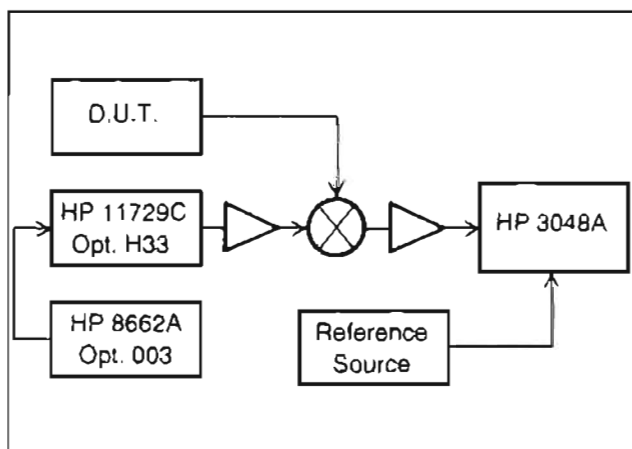 D.U.T.
HP 11729C
Opt. H33
HP 3048A
HP 8662A
Opt. 003
Reference
Source